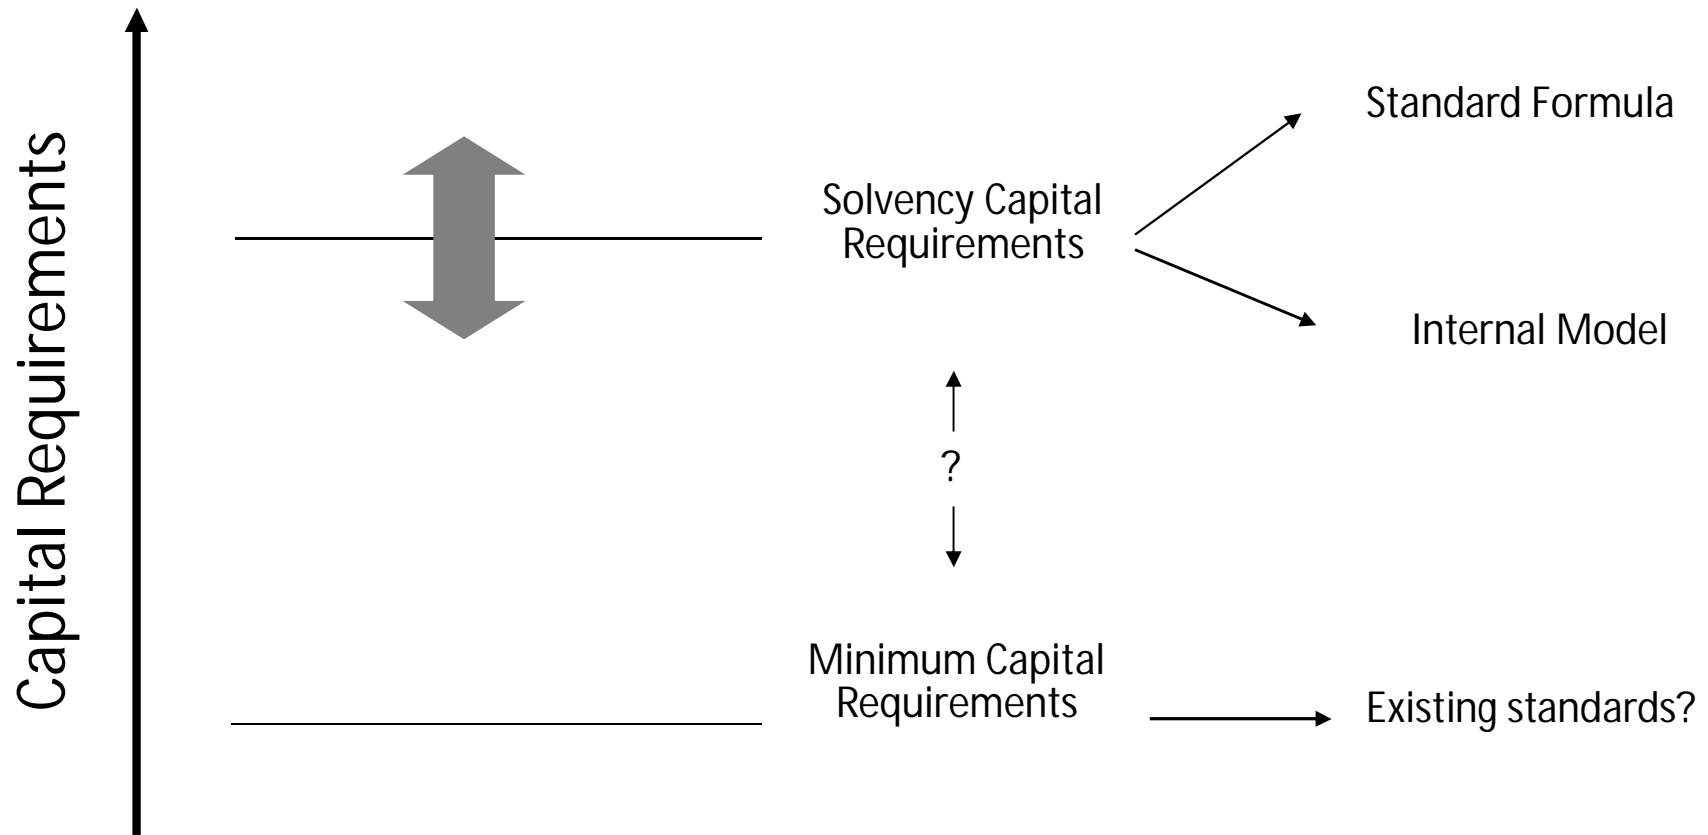 Capital Requirements
Standard Formula
Solvency Capital
Requirements
Internal Model
?
Minimum Capital
Requirements
Existing standards?